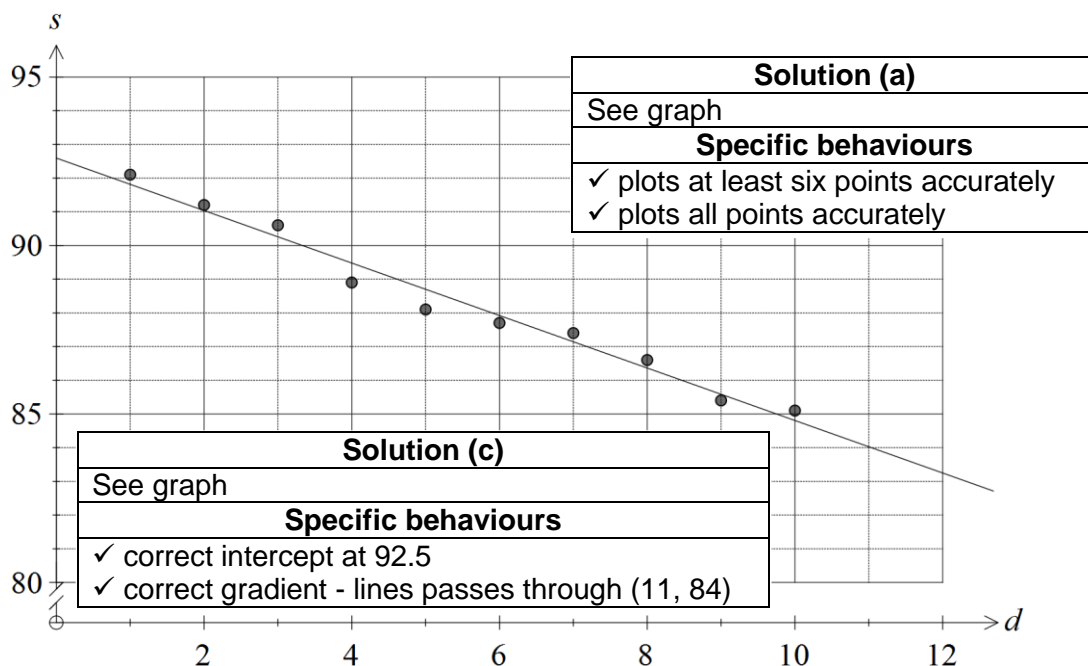 s
95
90
85
80
Solution (a)
See graph
Specific behaviours
✓ plots at least six points accurately
✓ plots all points accurately
Solution (c)
See graph
Specific behaviours
✓ correct intercept at 92.5
✓ correct gradient - lines passes through (11, 84)
2 4 6 8 10 12 d